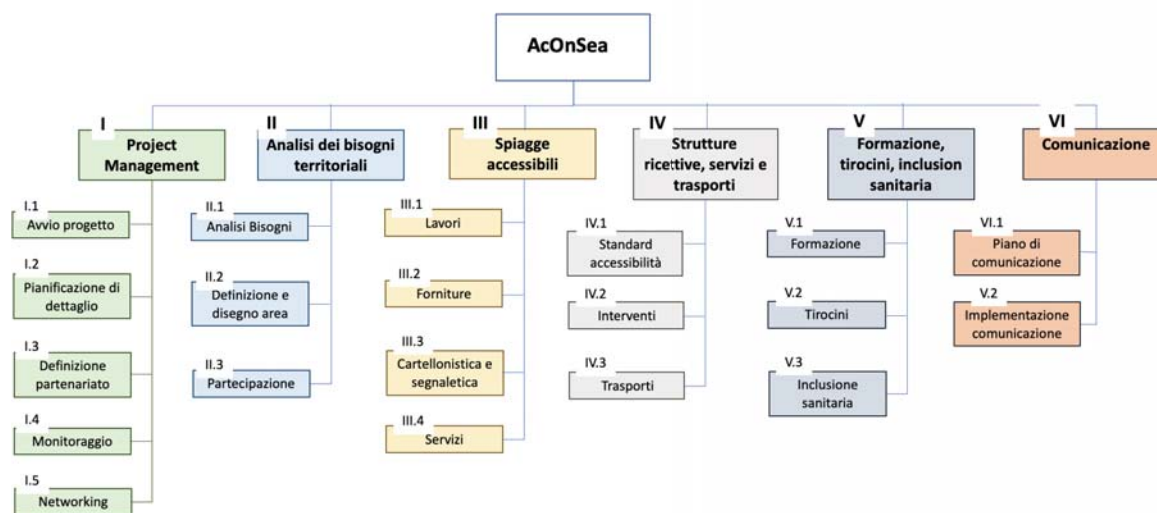 AcOnSea
I
Project
Management
I.1
Avvio progetto
I.2
Pianificazione di
dettaglio
I.3
Definizione
partenariato
I.4
Monitoraggio
I.5
Networking
II
Analisi dei bisogni
territoriali
II.1
Analisi Bisogni
II.2
Definizione e
disegno area
II.3
Partecipazione
III
Spiagge
accessibili
III.1
Lavori
III.2
Forniture
III.3
Cartellonistica e
segnaletica
III.4
Servizi
IV
Strutture
ricettive, servizi e
trasporti
IV.1
Standard
accessibilità
IV.2
Interventi
IV.3
Trasporti
V
Formazione,
tirocini, inclusion
sanitaria
V.1
Formazione
V.2
Tirocini
V.3
Inclusione
sanitaria
VI
Comunicazione
VI.1
Piano di
comunicazione
V.2
Implementazione
comunicazione